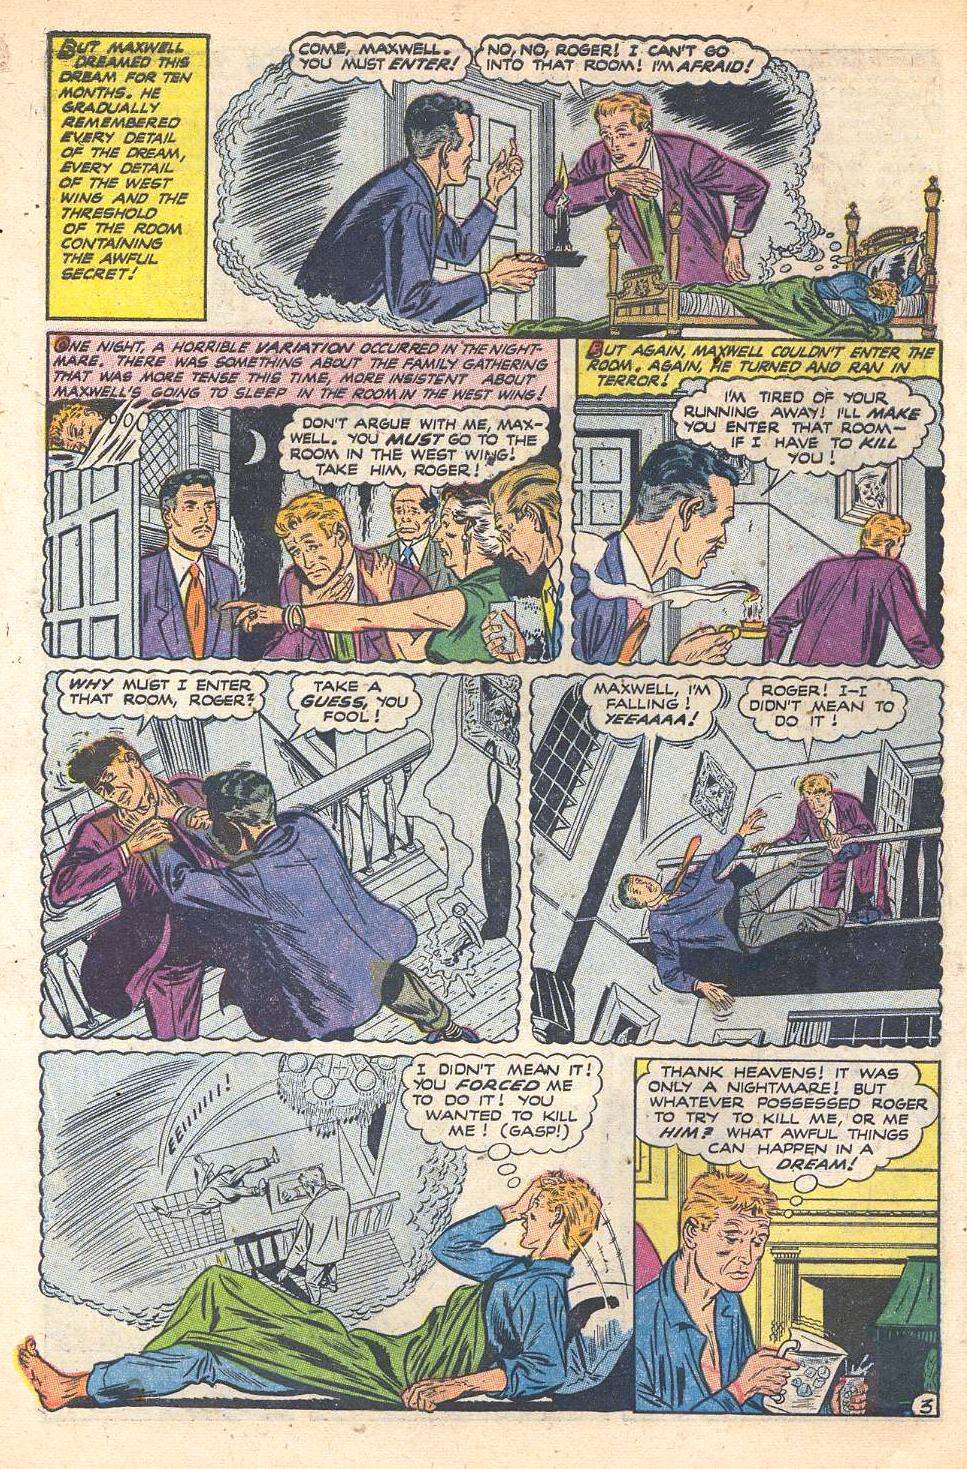 BUT MAXWELL
DREAMED THIS
DREAM FOR TEN
MONTHS. HE
GRADUALLY
REMEMBERED
EVERY DETAIL
OF THE DREAM,
EVERY DETAIL
OF THE WEST
WING AND THE
THRESHOLD
OF THE ROOM
CONTAINING
THE AWFUL
SECRET!
COME, MAXWELL.
YOU MUST ENTER!
NO, NO, ROGER! I CAN'T GO
INTO THAT ROOM! I'M AFRAID!
ONE NIGHT, A HORRIBLE VARIATION OCCURRED IN THE NIGHT-
MARE. THERE WAS SOMETHING ABOUT THE FAMILY GATHERING
THAT WAS MORE TENSE THIS TIME, MORE INSISTENT ABOUT
MAXWELL'S GOING TO SLEEP IN THE ROOM IN THE WEST WING!
DON'T ARGUE WITH ME, MAX-
WELL. YOU MUST GO TO THE
ROOM IN THE WEST WING!
TAKE HIM, ROGER!
BUT AGAIN, MAXWELL COULDN'T ENTER THE
ROOM. AGAIN, HE TURNED AND RAN IN
TERROR!
I'M TIRED OF YOUR
RUNNING AWAY! I'LL MAKE
YOU ENTER THAT ROOM—
IF I HAVE TO KILL
YOU!
WHY MUST I ENTER
THAT ROOM, ROGER?
TAKE A
GUESS, YOU
FOOL!
MAXWELL, I'M
FALLING!
YEEAAAA!
ROGER! I-I
DIDN'T MEAN TO
DO IT!
EEIIIIIII!
I DIDN'T MEAN IT!
YOU FORCED ME
TO DO IT! YOU
WANTED TO KILL
ME! (GASP!)
THANK HEAVENS! IT WAS
ONLY A NIGHTMARE! BUT
WHATEVER POSSESSED ROGER
TO TRY TO KILL ME, OR ME
HIM? WHAT AWFUL THINGS
CAN HAPPEN IN A
DREAM!
3